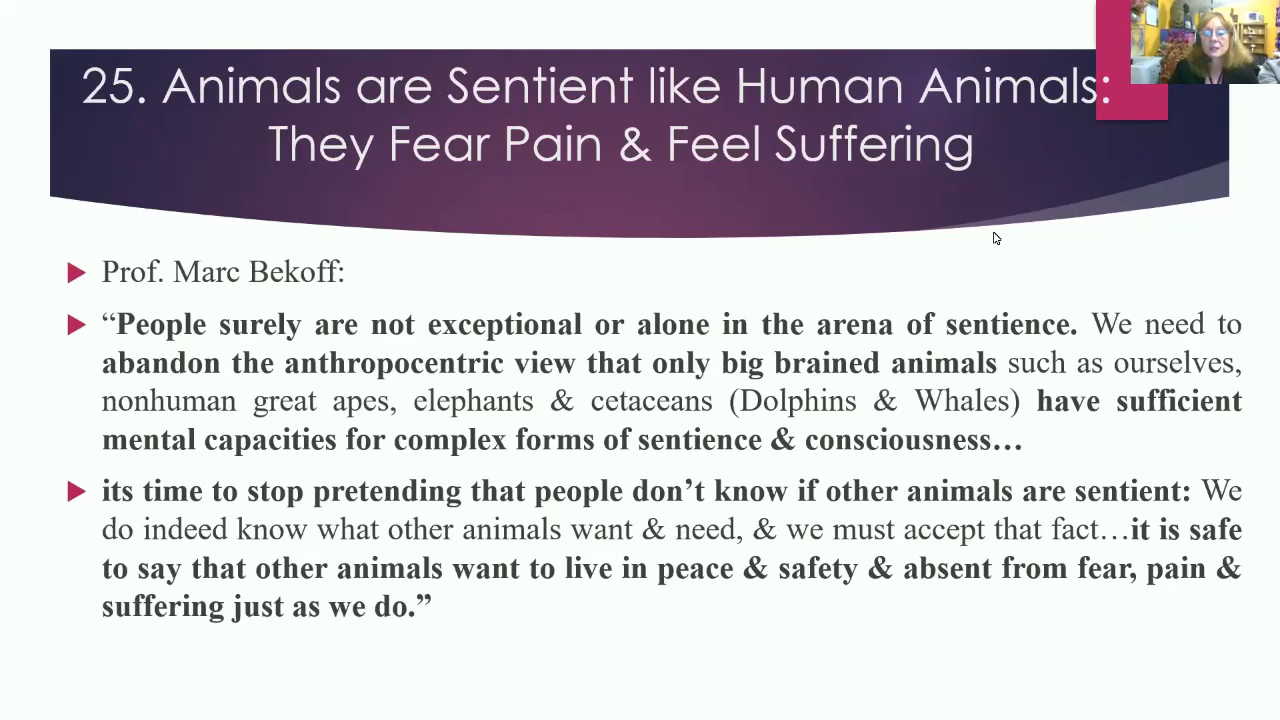 25. Animals are Sentient like Human Animals:
They Fear Pain & Feel Suffering
Prof. Marc Bekoff:
“People surely are not exceptional or alone in the arena of sentience. We need to
abandon the anthropocentric view that only big brained animals such as ourselves,
nonhuman great apes, elephants & cetaceans (Dolphins & Whales) have sufficient
mental capacities for complex forms of sentience & consciousness…
its time to stop pretending that people don’t know if other animals are sentient: We
do indeed know what other animals want & need, & we must accept that fact…it is safe
to say that other animals want to live in peace & safety & absent from fear, pain &
suffering just as we do.”